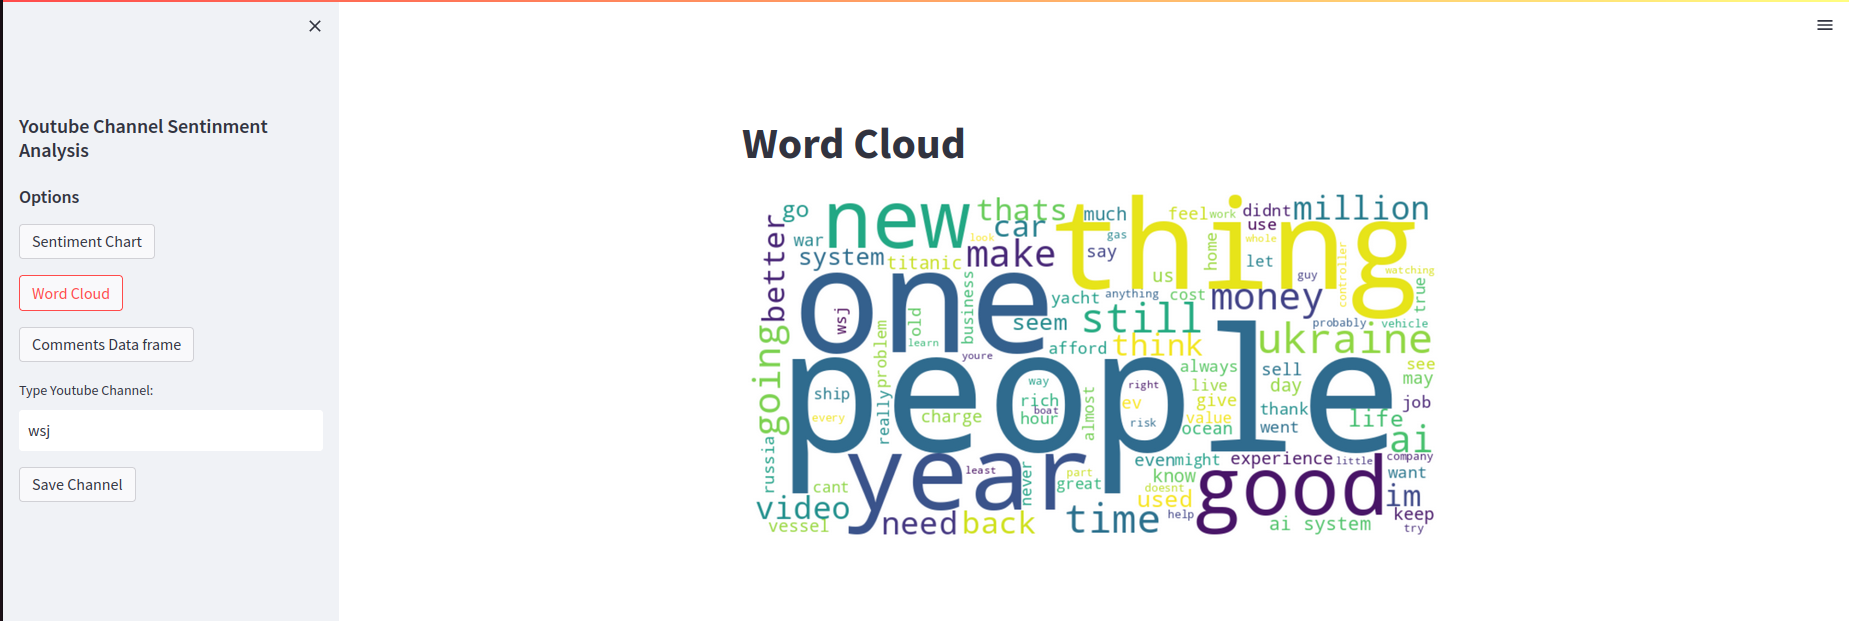 Youtube Channel Sentinment
Analysis
Options
Sentiment Chart
Word Cloud
Comments Data frame
Type Youtube Channel:
wsj
Save Channel
Word Cloud
go
new
thats
much
feel
work
didnt
million
better
war
look
car
gas
thing
use
whole
system
titanic
make
say
home
let
controller
watching
us
guy
true
one
wsj
old
learn
business
yacht
anything
cost
money
seem
still
probably
vehicle
ukraine
going
problem
youre
afford
think
always
sell
see
may
people
ship
every
really
charge
way
rich
boat
hour
almost
right
ev
risk
live
give
value
ocean
day
thank
went
life
job
ai
russia
year
least
never
part
great
even
might
experience
little
company
know
doesnt
used
good
want
im
cant
video
vessel
need
back
time
help
ai system
keep
try